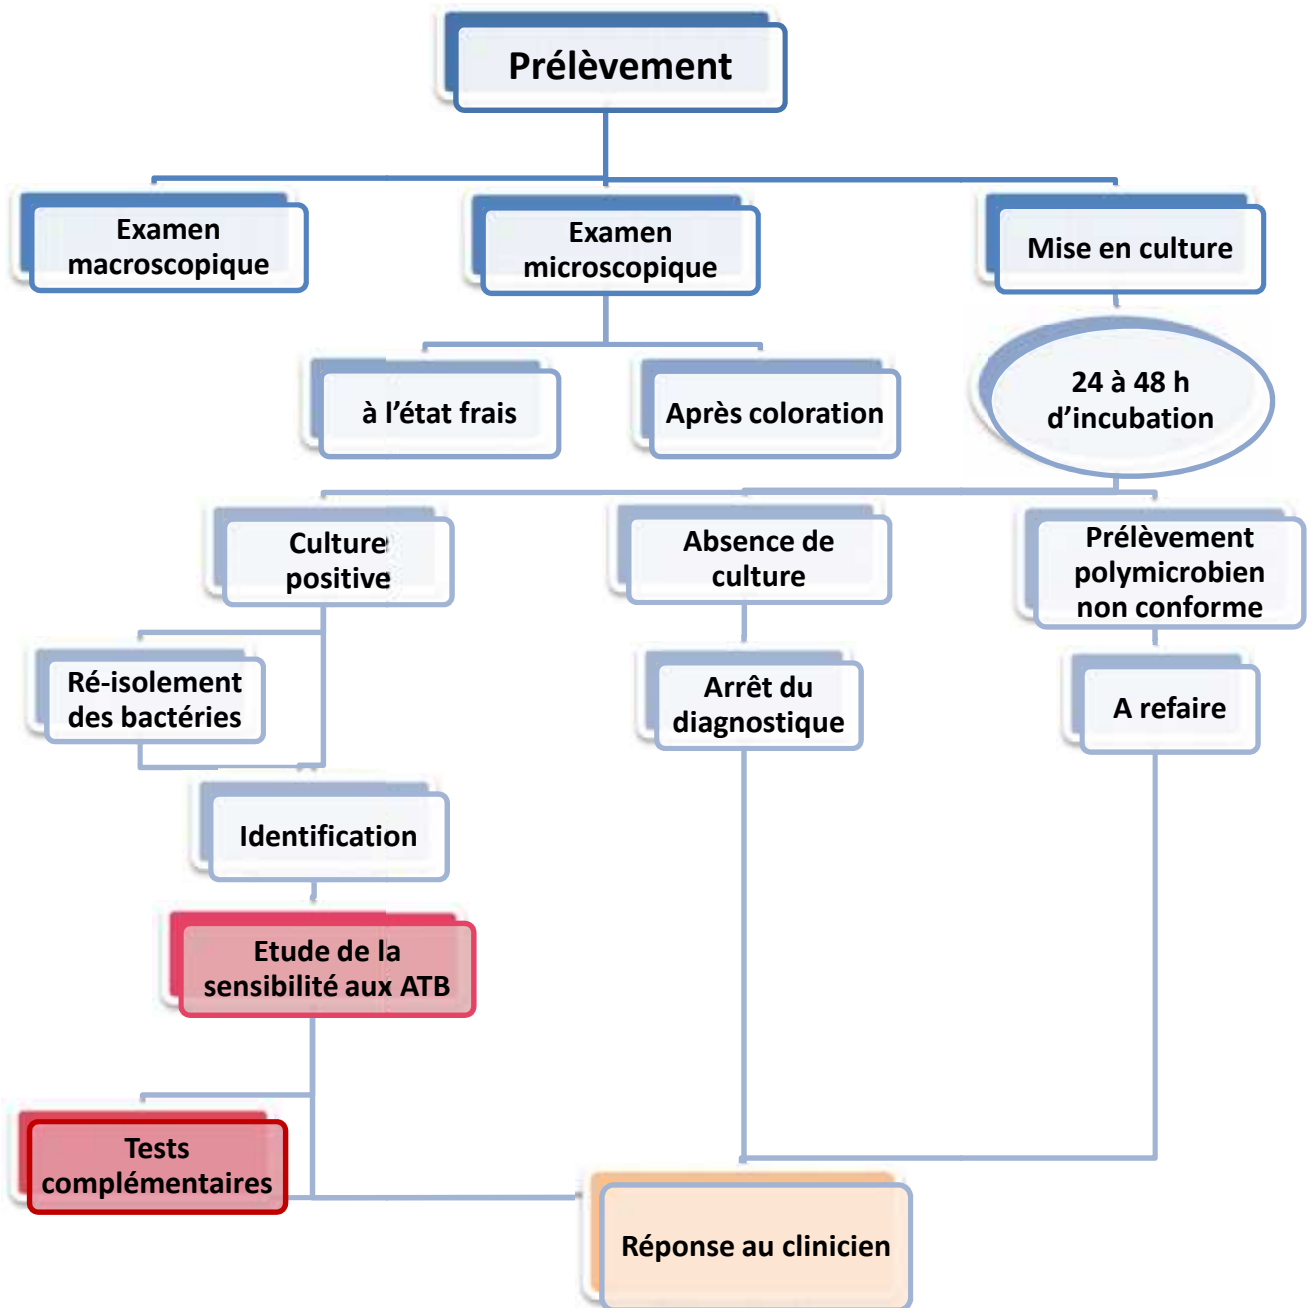 Prélèvement
Examen
macroscopique
Examen
microscopique
Mise en culture
à l'état frais
Après coloration
24 à 48 h
d'incubation
Culture
positive
Absence de
culture
Prélèvement
polymicrobien
non conforme
Ré-isolement
des bactéries
Arrêt du
diagnostique
A refaire
Identification
Etude de la
sensibilité aux ATB
Tests
complémentaires
Réponse au clinicien